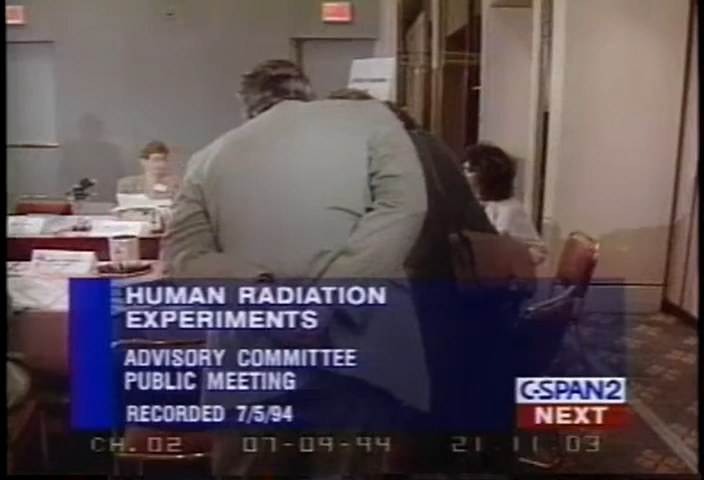 HUMAN RADIATION
EXPERIMENTS
ADVISORY COMMITTEE
PUBLIC MEETING
RECORDED 7/5/94
C-SPAN2
NEXT
CH. 02 07-09-94 21:11:03